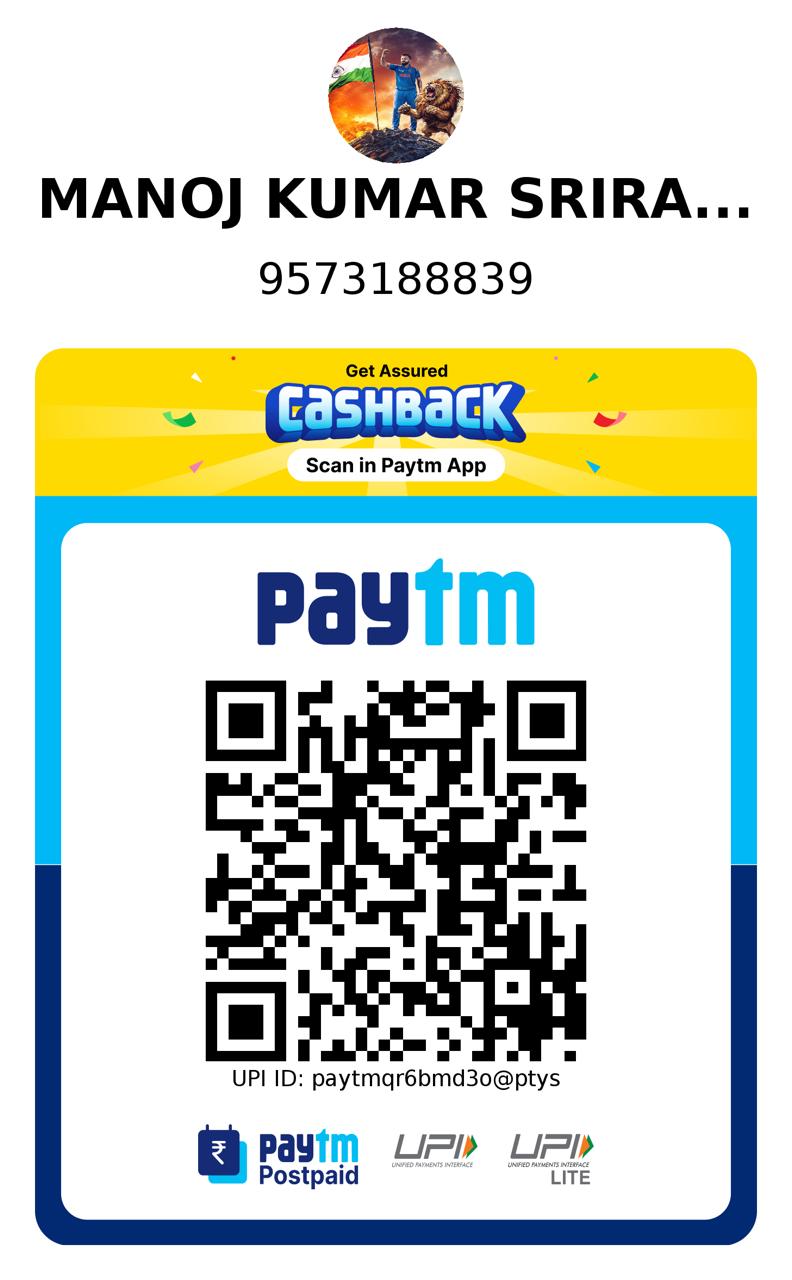 MANOJ KUMAR SRIRA...
9573188839
Get Assured
CASHBACK
Scan in Paytm App
paytm
UPI ID: paytmqr6bmd3o@ptys
₹
paytm
Postpaid
UPI
UNIFIED PAYMENTS INTERFACE
UPI
UNIFIED PAYMENTS INTERFACE
LITE